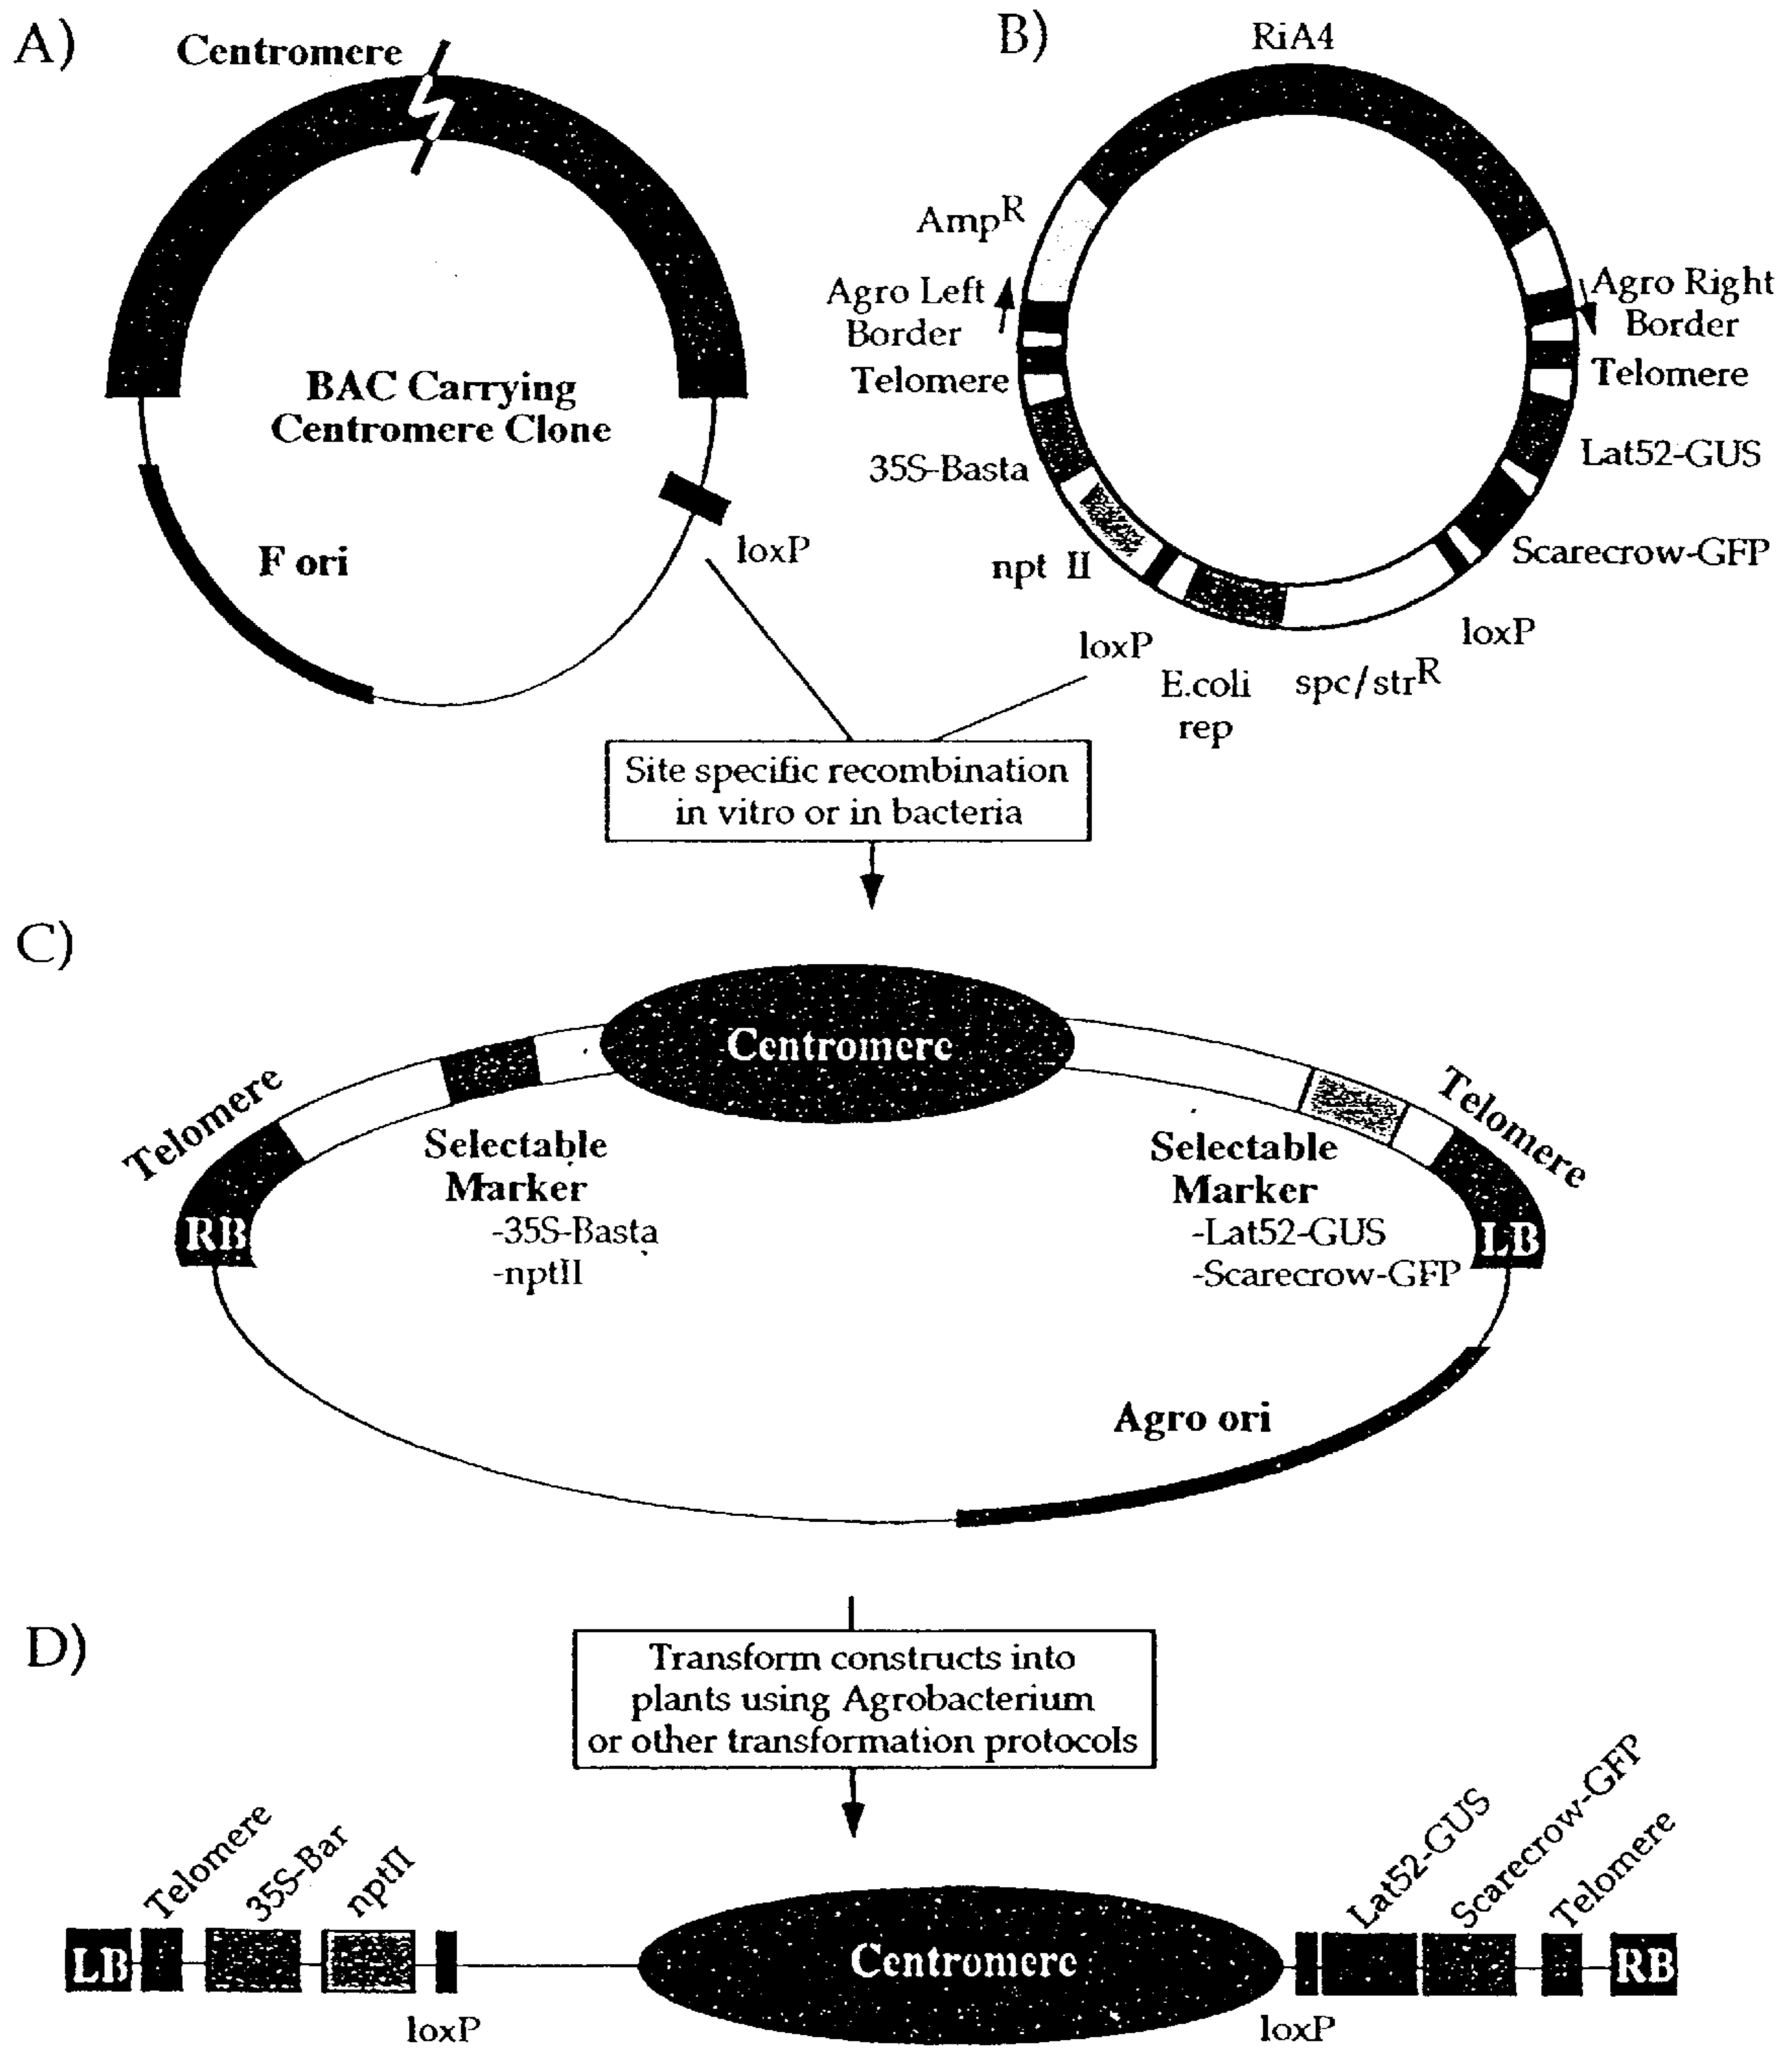 A)
Centromere
BAC Carrying
Centromere Clone
F ori
loxP
B)
RiA4
AmpR
Agro Left
Border
Telomere
35S-Basta
npt II
loxP
E.coli
rep
spc/strR
loxP
Scarecrow-GFP
Lat52-GUS
Telomere
Agro Right
Border
Site specific recombination
in vitro or in bacteria
C)
Centromere
Telomere
RB
Selectable
Marker
-35S-Basta
-nptII
Selectable
Marker
-Lat52-GUS
-Scarecrow-GFP
Telomere
LB
Agro ori
D)
Transform constructs into
plants using Agrobacterium
or other transformation protocols
LB
Telomere
35S-Bar
nptII
loxP
Centromere
loxP
Lat52-GUS
Scarecrow-GFP
Telomere
RB